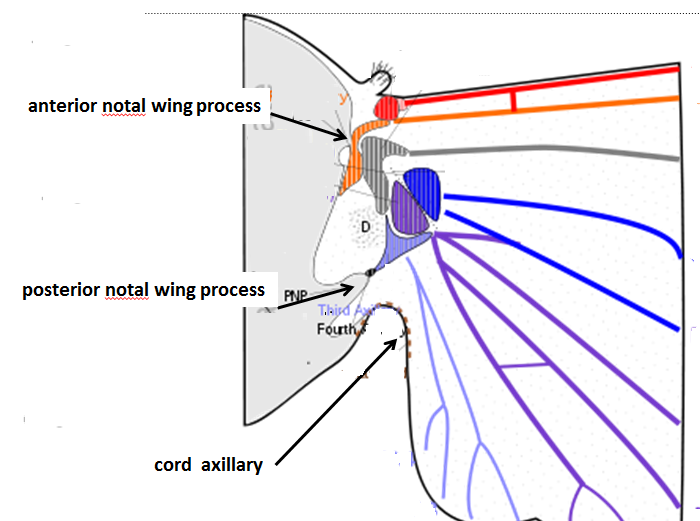 y
anterior notal wing process
D
posterior notal wing process
PNP
Third Ax
Fourth
cord axillary